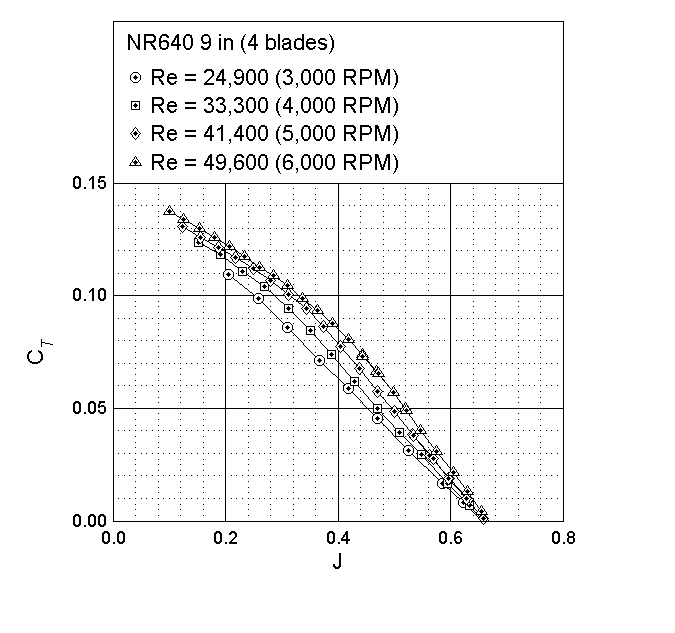 NR640 9 in (4 blades)
Re = 24,900 (3,000 RPM)
Re = 33,300 (4,000 RPM)
Re = 41,400 (5,000 RPM)
Re = 49,600 (6,000 RPM)
0.15
0.10
C_T
0.05
0.00
0.0 0.2 0.4 0.6 0.8
J